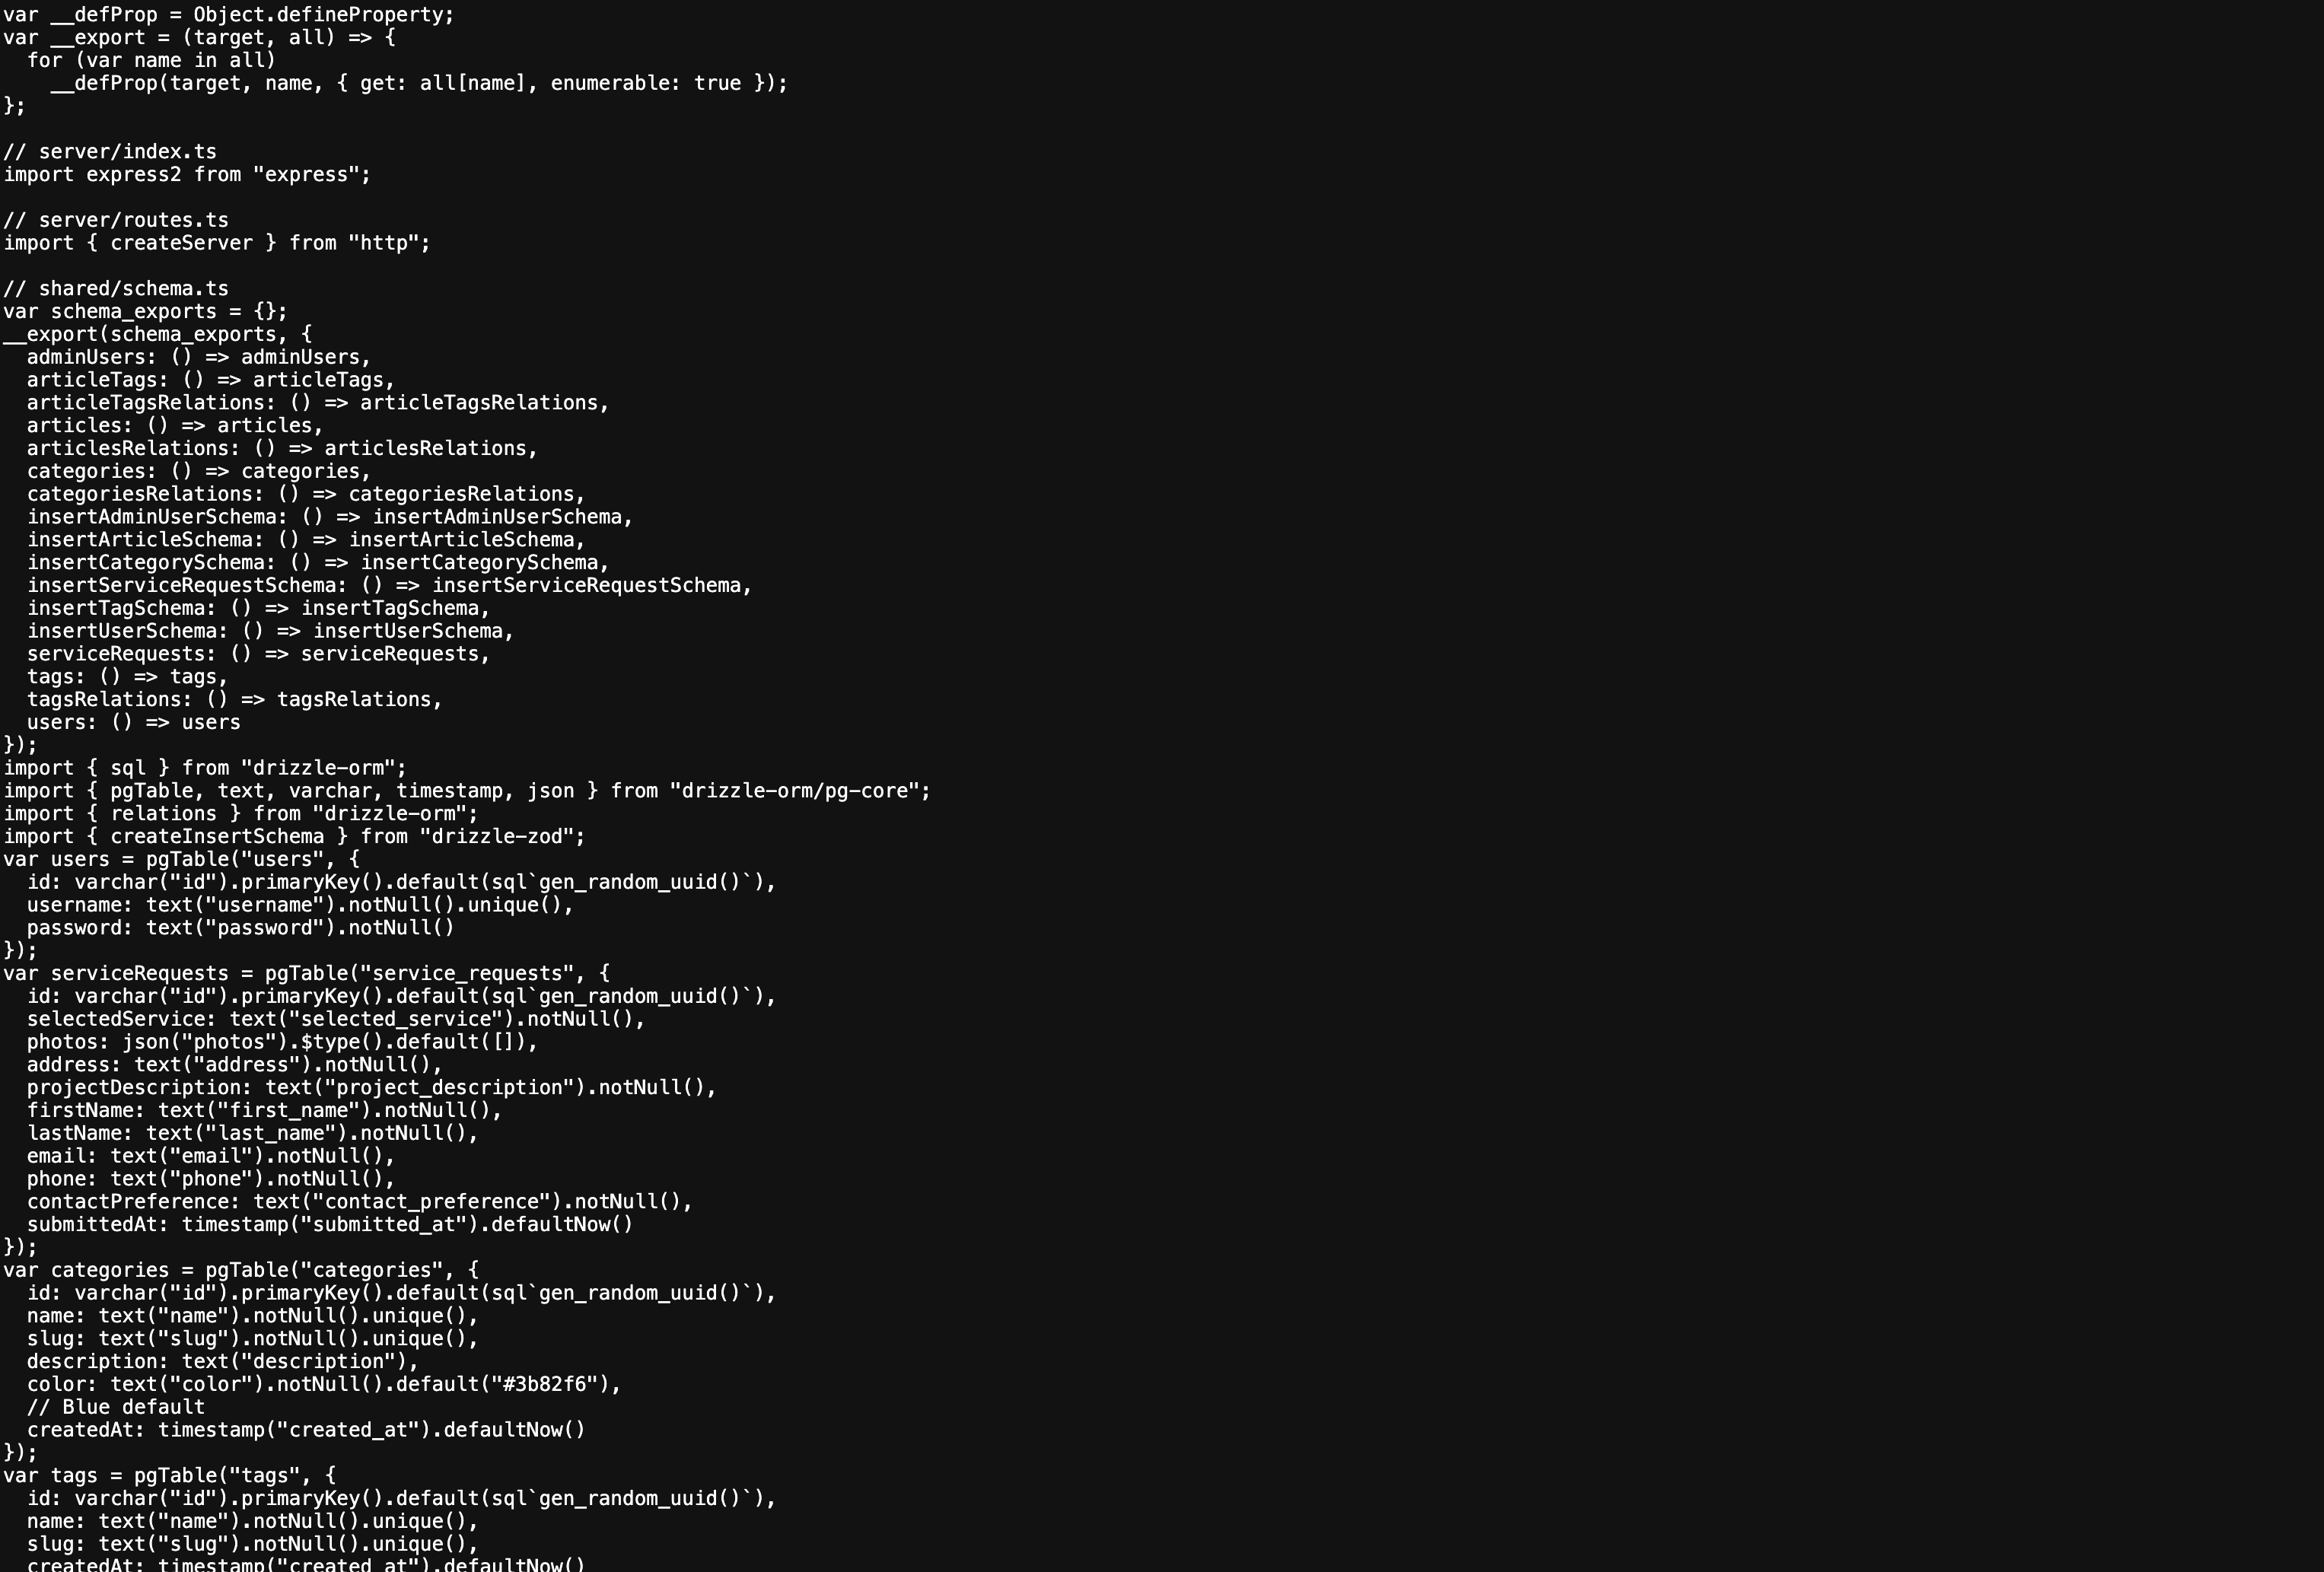 var __defProp = Object.defineProperty;
var __export = (target, all) => {
  for (var name in all)
    __defProp(target, name, { get: all[name], enumerable: true });
};

// server/index.ts
import express2 from "express";

// server/routes.ts
import { createServer } from "http";

// shared/schema.ts
var schema_exports = {};
__export(schema_exports, {
  adminUsers: () => adminUsers,
  articleTags: () => articleTags,
  articleTagsRelations: () => articleTagsRelations,
  articles: () => articles,
  articlesRelations: () => articlesRelations,
  categories: () => categories,
  categoriesRelations: () => categoriesRelations,
  insertAdminUserSchema: () => insertAdminUserSchema,
  insertArticleSchema: () => insertArticleSchema,
  insertCategorySchema: () => insertCategorySchema,
  insertServiceRequestSchema: () => insertServiceRequestSchema,
  insertTagSchema: () => insertTagSchema,
  insertUserSchema: () => insertUserSchema,
  serviceRequests: () => serviceRequests,
  tags: () => tags,
  tagsRelations: () => tagsRelations,
  users: () => users
});
import { sql } from "drizzle-orm";
import { pgTable, text, varchar, timestamp, json } from "drizzle-orm/pg-core";
import { relations } from "drizzle-orm";
import { createInsertSchema } from "drizzle-zod";
var users = pgTable("users", {
  id: varchar("id").primaryKey().default(sql`gen_random_uuid()`),
  username: text("username").notNull().unique(),
  password: text("password").notNull()
});
var serviceRequests = pgTable("service_requests", {
  id: varchar("id").primaryKey().default(sql`gen_random_uuid()`),
  selectedService: text("selected_service").notNull(),
  photos: json("photos").$type().default([]),
  address: text("address").notNull(),
  projectDescription: text("project_description").notNull(),
  firstName: text("first_name").notNull(),
  lastName: text("last_name").notNull(),
  email: text("email").notNull(),
  phone: text("phone").notNull(),
  contactPreference: text("contact_preference").notNull(),
  submittedAt: timestamp("submitted_at").defaultNow()
});
var categories = pgTable("categories", {
  id: varchar("id").primaryKey().default(sql`gen_random_uuid()`),
  name: text("name").notNull().unique(),
  slug: text("slug").notNull().unique(),
  description: text("description"),
  color: text("color").notNull().default("#3b82f6"),
  // Blue default
  createdAt: timestamp("created_at").defaultNow()
});
var tags = pgTable("tags", {
  id: varchar("id").primaryKey().default(sql`gen_random_uuid()`),
  name: text("name").notNull().unique(),
  slug: text("slug").notNull().unique(),
  createdAt: timestamp("created_at").defaultNow()